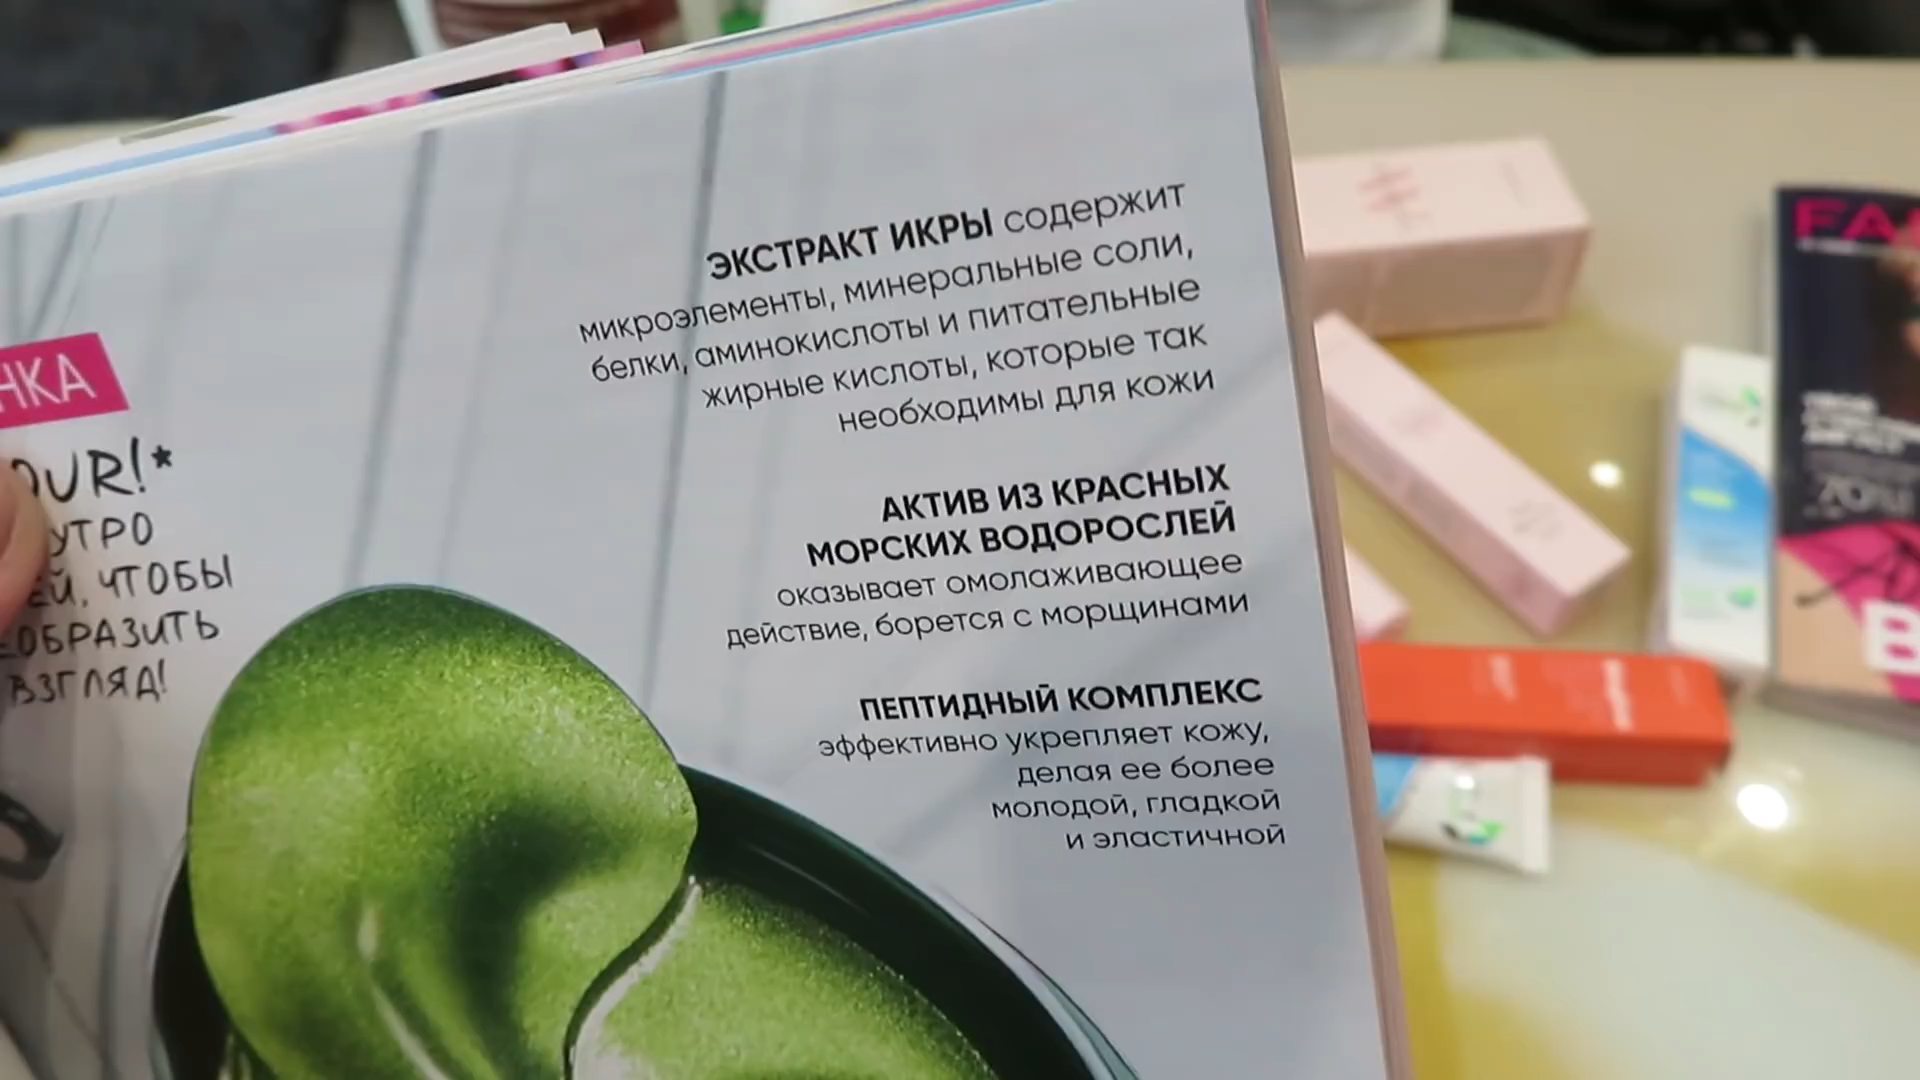 ЭКСТРАКТ ИКРЫ содержит
микроэлементы, минеральные соли,
белки, аминокислоты и питательные
жирные кислоты, которые так
необходимы для кожи
АКТИВ ИЗ КРАСНЫХ
МОРСКИХ ВОДОРОСЛЕЙ
оказывает омолаживающее
действие, борется с морщинами
ПЕПТИДНЫЙ КОМПЛЕКС
эффективно укрепляет кожу,
делая ее более
молодой, гладкой
и эластичной
НКА
OUR!*
УТРО
ЕЙ, ЧТОБЫ
ЕОБРАЗИТЬ
ВЗГЛЯД!
FA
70%
В